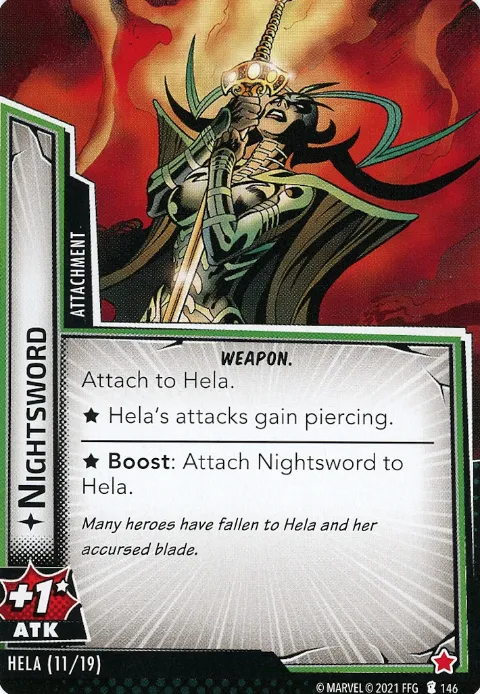 ATTACHMENT
NIGHTSWORD
WEAPON.
Attach to Hela.
★ Hela's attacks gain piercing.
★ Boost: Attach Nightsword to
Hela.
Many heroes have fallen to Hela and her
accursed blade.
+1★
ATK
HELA (11/19)
© MARVEL © 2021 FFG 146